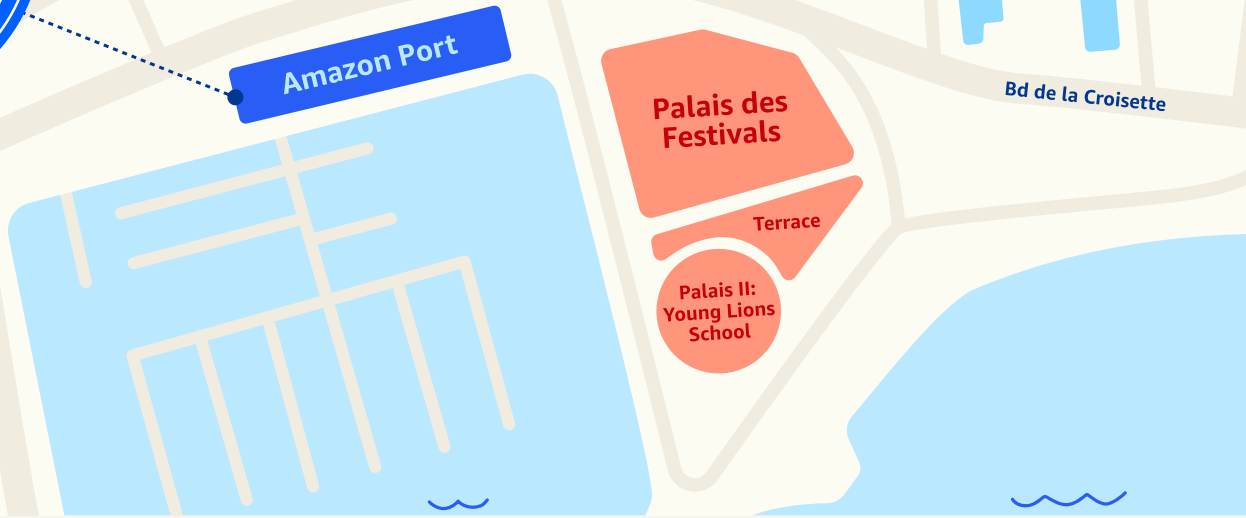 Amazon Port
Palais des
Festivals
Bd de la Croisette
Terrace
Palais II:
Young Lions
School